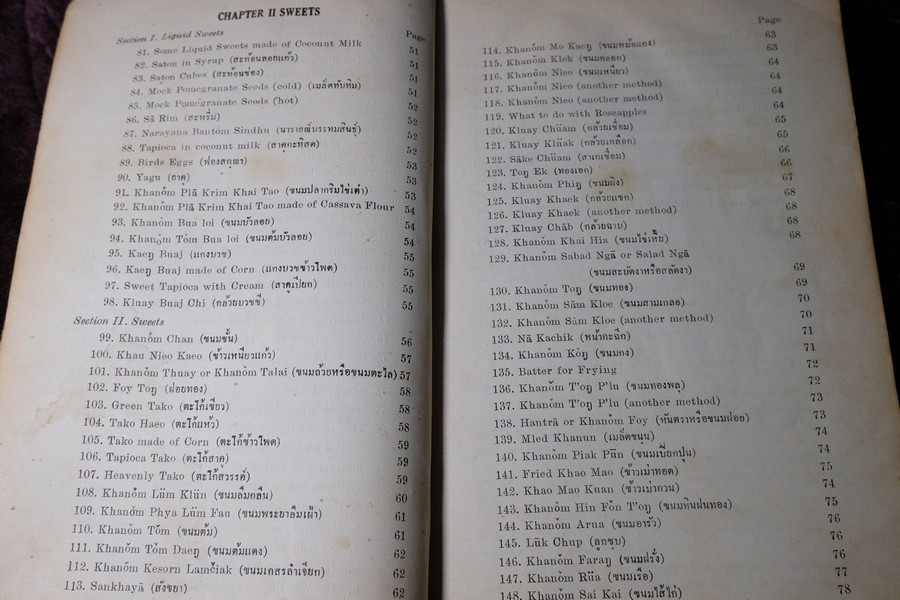 CHAPTER II SWEETS
Page
Section I. Liquid Sweets
81. Some Liquid Sweets made of Coconut Milk 51
82. Saton in Syrup (สะท้อนลอยแก้ว) 51
83. Saton Cubes (สะท้อนช่อง) 51
84. Mock Pomegranate Seeds (cold) (เมล็ดทับทิม) 51
85. Mock Pomegranate Seeds (hot) 52
86. Sā Rim (สะหริ่ม) 52
87. Narayana Bantŏm Sindhu (นารายณ์บรรทมสินธุ์) 52
88. Tapioca in coconut milk (สาคูกะทิสด) 52
89. Birds Eggs (ฟองสกุณา) 53
90. Yagu (ยาคู) 53
91. Khanŏm Plā Krim Khai Tao (ขนมปลากริมไข่เต่า) 53
92. Khanŏm Plā Krim Khai Tao made of Cassava Flour 54
93. Khanŏm Bua loi (ขนมบัวลอย) 54
94. Khanŏm Tŏm Bua loi (ขนมต้มบัวลอย) 54
95. Kaeŋ Buaj (แกงบวช) 55
96. Kaeŋ Buaj made of Corn (แกงบวชข้าวโพด) 55
97. Sweet Tapioca with Cream (สาคูเปียก) 55
98. Kluay Buaj Chi (กล้วยบวชชี) 55
Section II. Sweets
99. Khanŏm Chan (ขนมชั้น) 56
100. Khau Nieo Kaeo (ข้าวเหนียวแก้ว) 57
101. Khanŏm Thuay or Khanŏm Talai (ขนมถ้วยหรือขนมตะไล) 57
102. Foy Toŋ (ฝอยทอง) 58
103. Green Tako (ตะโก้เขียว) 58
104. Tako Haeo (ตะโก้แห้ว) 58
105. Tako made of Corn (ตะโก้ข้าวโพด) 59
106. Tapioca Tako (ตะโก้สาคู) 59
107. Heavenly Tako (ตะโก้สวรรค์) 59
108. Khanŏm Lüm Klün (ขนมลืมกลืน) 60
109. Khanŏm Phya Lüm Fau (ขนมพระยาลืมเฝ้า) 61
110. Khanŏm Tŏm (ขนมต้ม) 61
111. Khanŏm Tŏm Daeŋ (ขนมต้มแดง) 62
112. Khanŏm Kesorn Lamčiak (ขนมเกสรลำเจียก) 62
113. Sankhayā (สังขยา) 62
Page
114. Khanŏm Mo Kaeŋ (ขนมหม้อแกง) 63
115. Khanŏm Klok (ขนมกลอก) 63
116. Khanŏm Nieo (ขนมเหนียว) 64
117. Khanŏm Nieo (another method) 64
118. Khanŏm Nieo (another method) 64
119. What to do with Roseapples 64
120. Kluay Chüam (กล้วยเชื่อม) 65
121. Kluay Klüak (กล้วยเกลือก) 65
122. Sāke Chüam (สาเกเชื่อม) 66
123. Toŋ Ek (ทองเอก) 66
124. Khanŏm Phiŋ (ขนมผิง) 67
125. Kluay Khaek (กล้วยแขก) 68
126. Kluay Khaek (another method) 68
127. Kluay Chāb (กล้วยฉาบ) 68
128. Khanŏm Khai Hia (ขนมไข่เหี้ย) 68
129. Khanŏm Sabad Ngā or Salad Ngā
(ขนมสะบัดงาหรือสลัดงา) 69
130. Khanŏm Toŋ (ขนมทอง) 69
131. Khanŏm Sām Kloe (ขนมสามเกลอ) 70
132. Khanŏm Sām Kloe (another method) 70
133. Nā Kachik (หน้ากะฉีก) 71
134. Khanŏm Kŏŋ (ขนมกง) 71
135. Batter for Frying 72
136. Khanŏm T'oŋ P'lu (ขนมทองพลุ) 72
137. Khanŏm T'oŋ P'lu (another method) 73
138. Hantrā or Khanŏm Foy (หันตราหรือขนมฝอย) 73
139. Mled Khanun (เมล็ดขนุน) 74
140. Khanŏm Piak Pūn (ขนมเปียกปูน) 74
141. Fried Khao Mao (ข้าวเม่าทอด) 75
142. Khao Mao Kuan (ข้าวเม่ากวน) 74
143. Khanŏm Hin Fŏn T'oŋ (ขนมหินฝนทอง) 75
144. Khanŏm Arua (ขนมอารัว) 76
145. Lūk Chup (ลูกชุบ) 76
146. Khanŏm Faraŋ (ขนมฝรั่ง) 76
147. Khanŏm Rüa (ขนมเรือ) 77
148. Khanŏm Sai Kai (ขนมไส้ไก่) 78